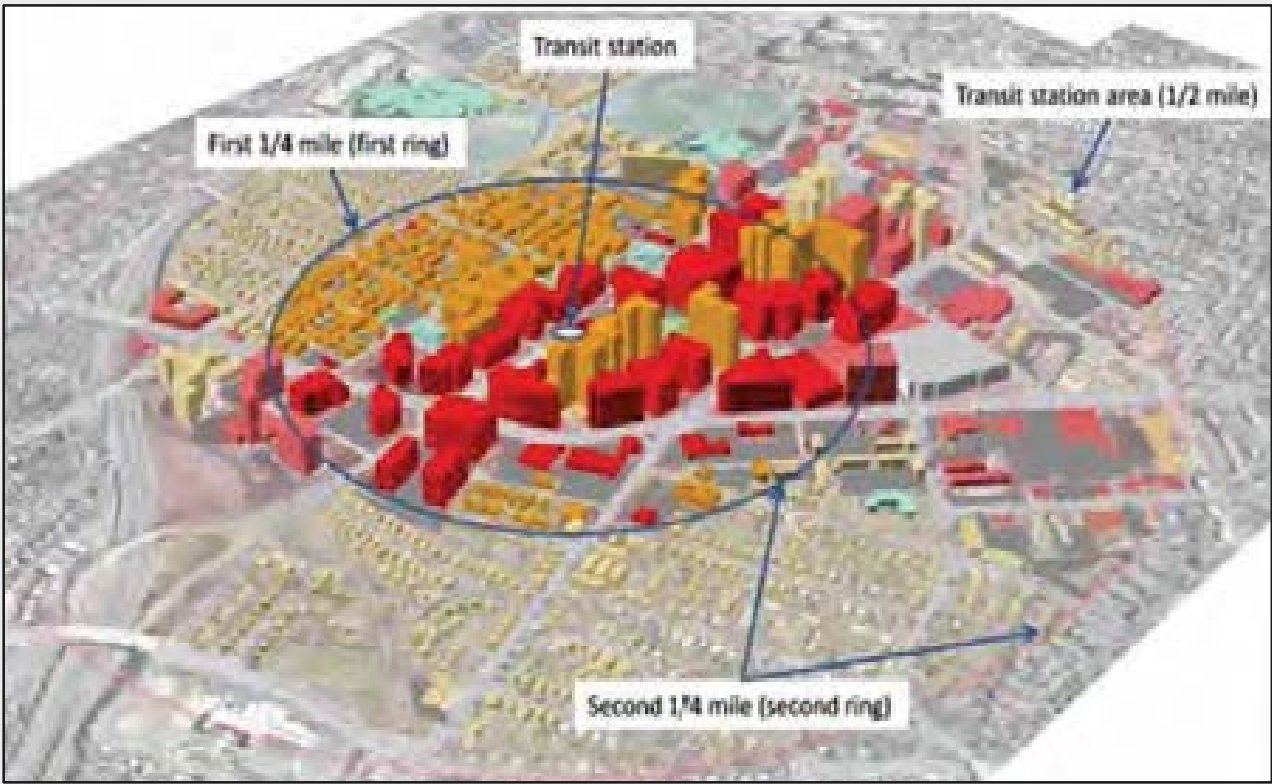 Transit station
Transit station area (1/2 mile)
First 1/4 mile (first ring)
Second 1/4 mile (second ring)